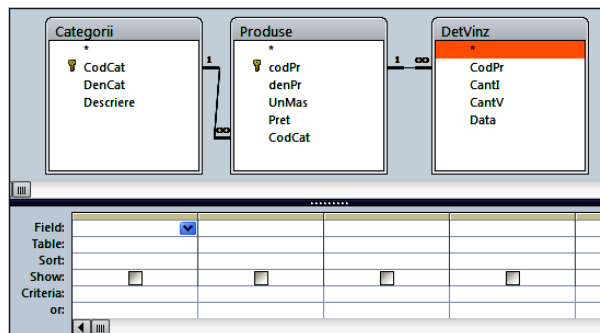 Categorii
*
CodCat
DenCat
Descriere
1
∞
Produse
*
codPr
denPr
UnMas
Pret
CodCat
1
∞
DetVinz
*
CodPr
CantI
CantV
Data
Field:
Table:
Sort:
Show:
Criteria:
or: